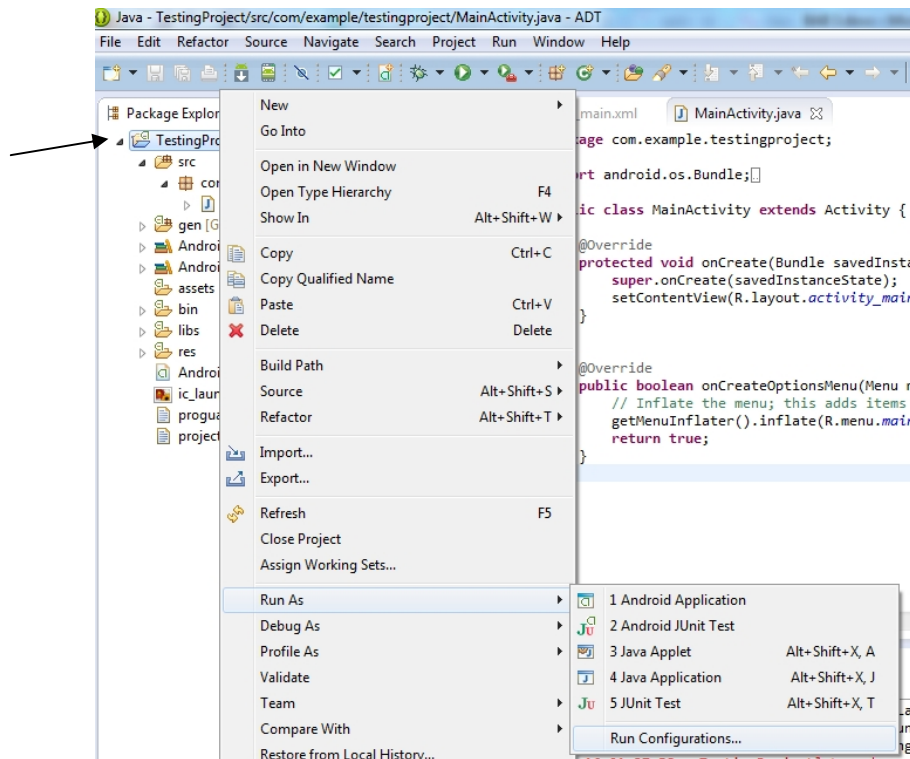 Java - TestingProject/src/com/example/testingproject/MainActivity.java - ADT
File Edit Refactor Source Navigate Search Project Run Window Help
Package Explor
_main.xml
MainActivity.java
TestingPro
src
cor
gen [G
Androi
Androi
assets
bin
libs
res
Androi
ic_laur
progua
project
New
Go Into
Open in New Window
Open Type Hierarchy F4
Show In Alt+Shift+W
Copy Ctrl+C
Copy Qualified Name
Paste Ctrl+V
Delete Delete
Build Path
Source Alt+Shift+S
Refactor Alt+Shift+T
Import...
Export...
Refresh F5
Close Project
Assign Working Sets...
Run As
Debug As
Profile As
Validate
Team
Compare With
Restore from Local History...
1 Android Application
2 Android JUnit Test
3 Java Applet Alt+Shift+X, A
4 Java Application Alt+Shift+X, J
5 JUnit Test Alt+Shift+X, T
Run Configurations...
kage com.example.testingproject;
rt android.os.Bundle;
ic class MainActivity extends Activity {
@Override
protected void onCreate(Bundle savedInsta
super.onCreate(savedInstanceState);
setContentView(R.layout.activity_main
}
@Override
public boolean onCreateOptionsMenu(Menu m
// Inflate the menu; this adds items
getMenuInflater().inflate(R.menu.main
return true;
}